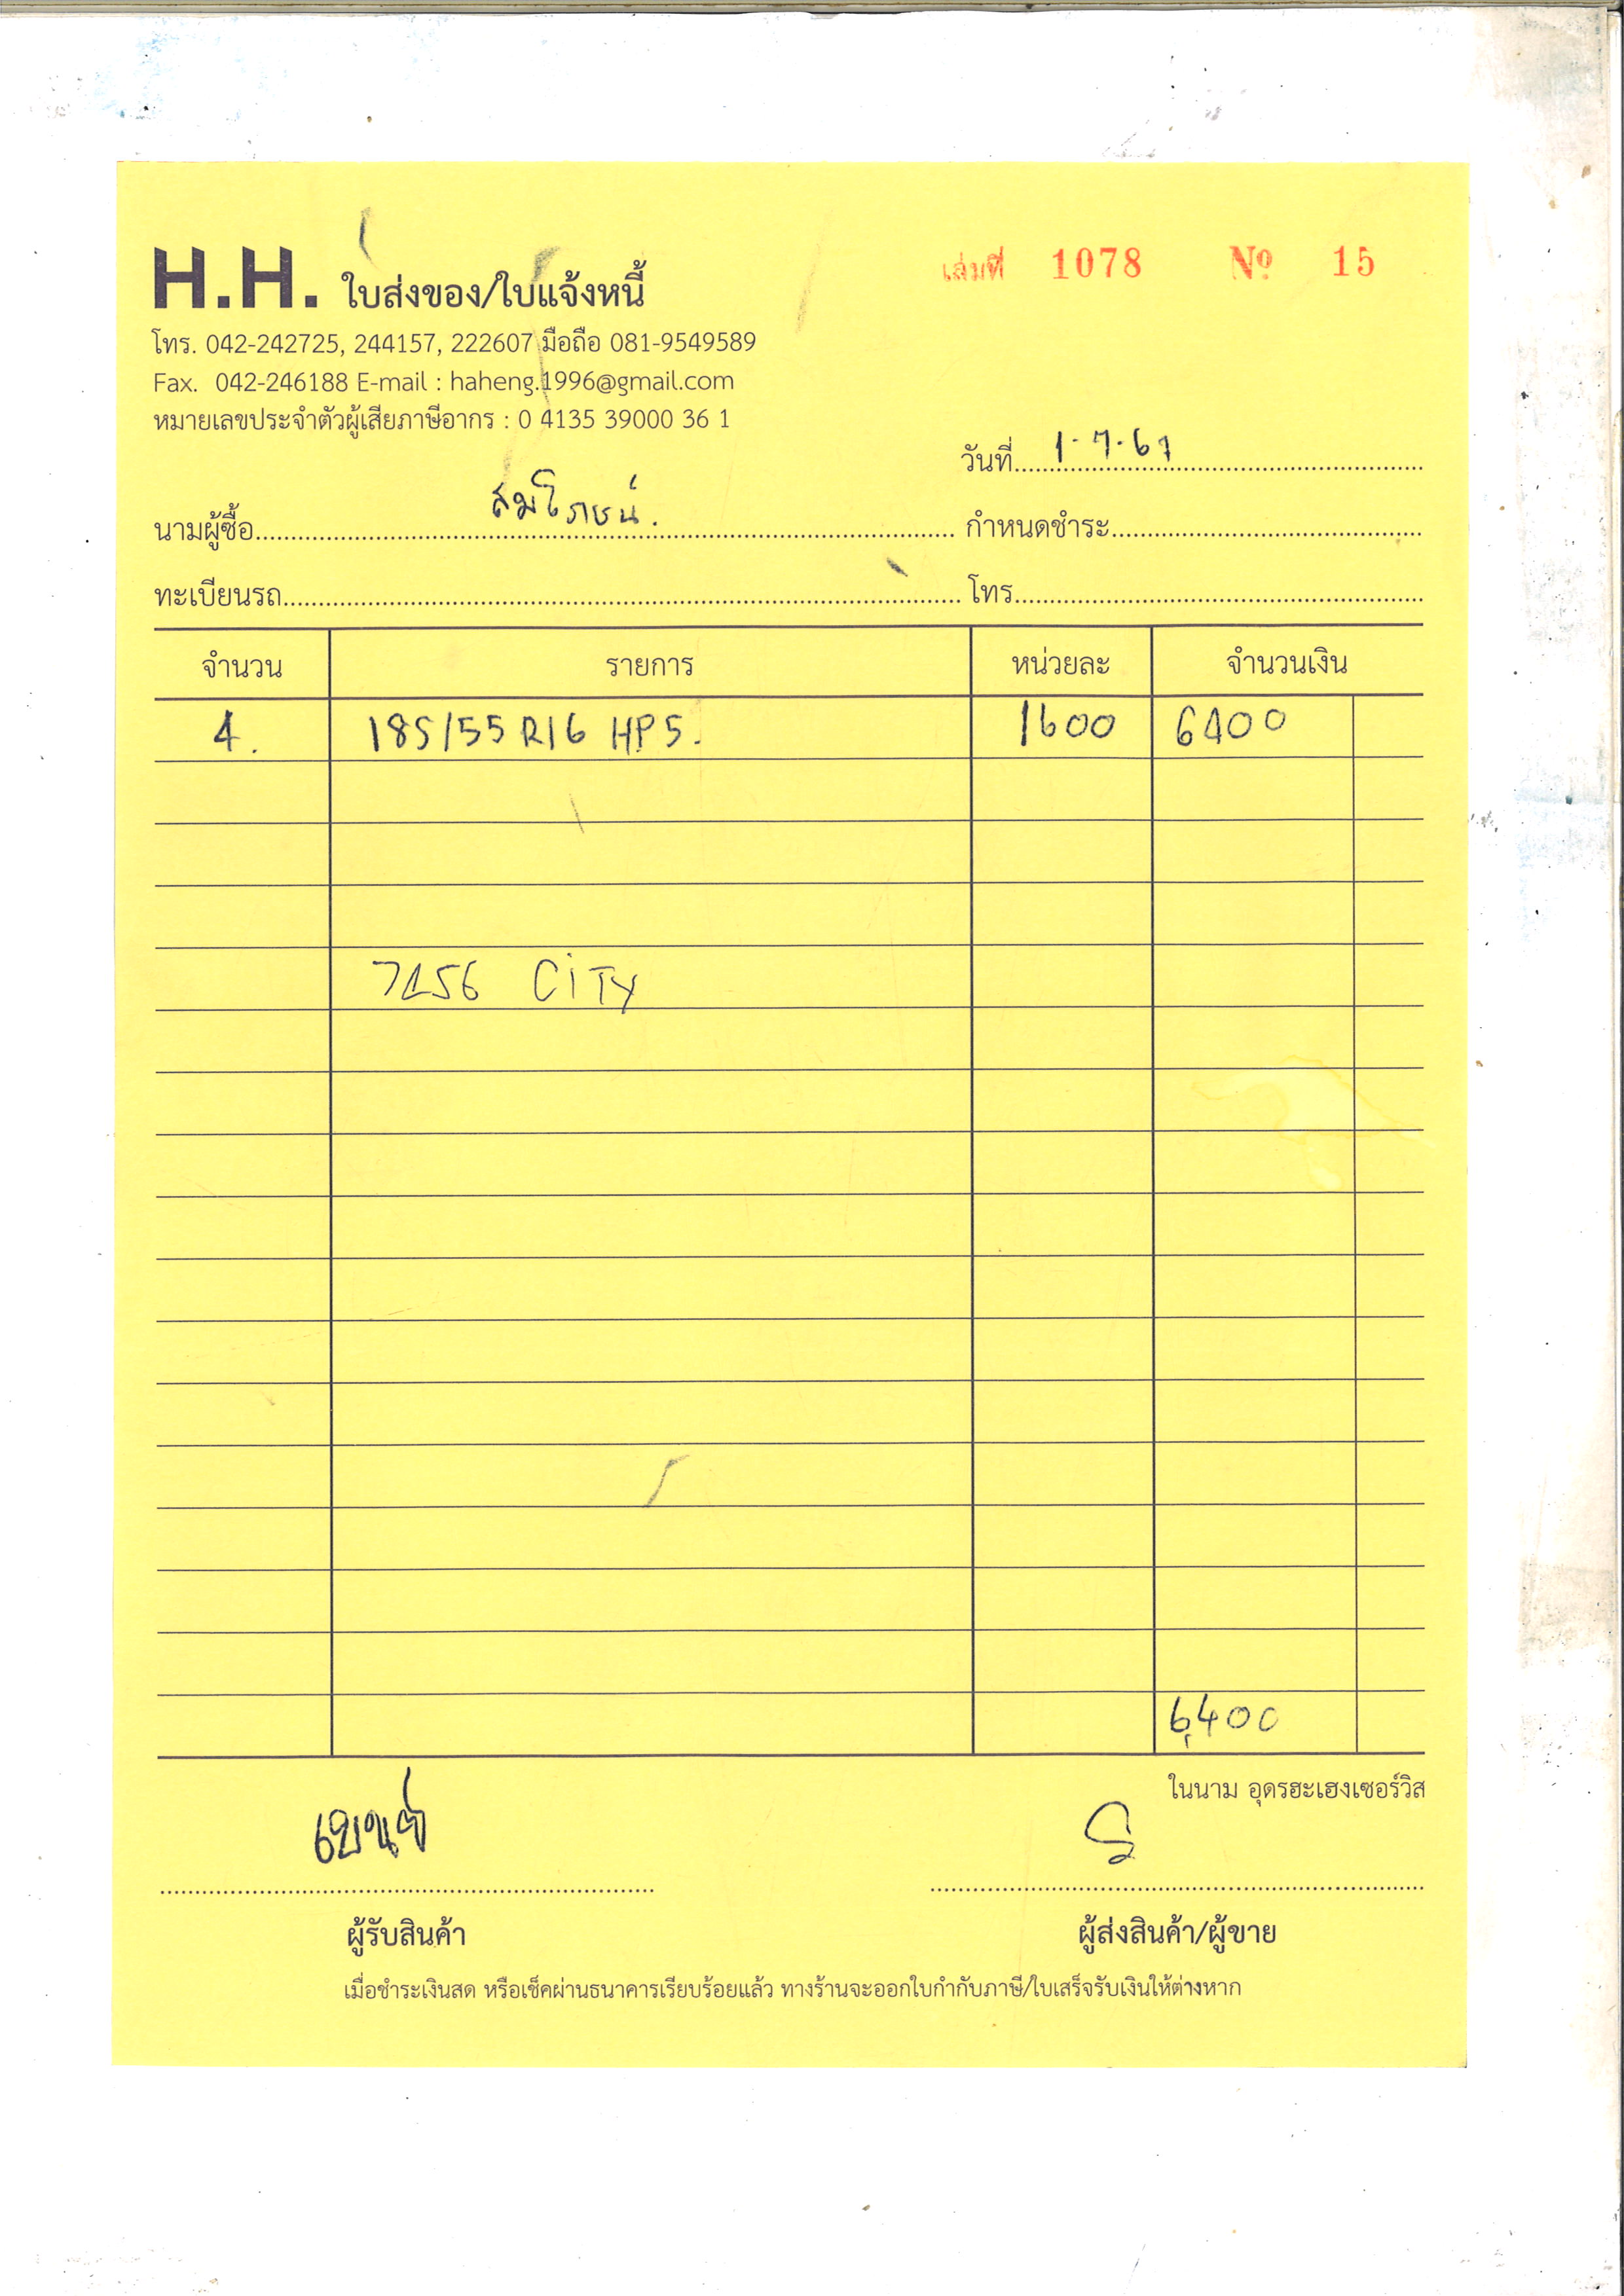 H.H. ใบส่งของ/ใบแจ้งหนี้ เล่มที่ 1078 No 15
โทร. 042-242725, 244157, 222607 มือถือ 081-9549589
Fax. 042-246188 E-mail : haheng.1996@gmail.com
หมายเลขประจำตัวผู้เสียภาษีอากร : 0 4135 39000 36 1
วันที่ 1.7.67
นามผู้ซื้อ สมโภชน์. กำหนดชำระ
ทะเบียนรถ โทร
จำนวน รายการ หน่วยละ จำนวนเงิน
4. 185/55 R16 HP5. 1600 6400
7456 CiTY
6,400
ในนาม อุดรฮะเฮงเซอร์วิส
ผู้รับสินค้า ผู้ส่งสินค้า/ผู้ขาย
เมื่อชำระเงินสด หรือเช็คผ่านธนาคารเรียบร้อยแล้ว ทางร้านจะออกใบกำกับภาษี/ใบเสร็จรับเงินให้ต่างหาก